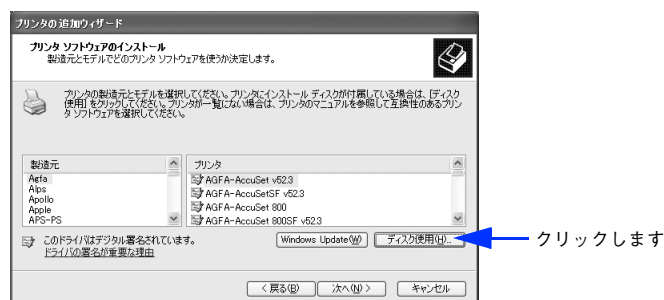 プリンタの追加ウィザード
プリンタ ソフトウェアのインストール
製造元とモデルでどのプリンタ ソフトウェアを使うか決定します。
プリンタの製造元とモデルを選択してください。プリンタにインストール ディスクが付属している場合は、[ディスク
使用] をクリックしてください。プリンタが一覧にない場合は、プリンタのマニュアルを参照して互換性のあるプリン
タ ソフトウェアを選択してください。
製造元
Agfa
Alps
Apollo
Apple
APS-PS
プリンタ
AGFA-AccuSet v52.3
AGFA-AccuSetSF v52.3
AGFA-AccuSet 800
AGFA-AccuSet 800SF v52.3
このドライバはデジタル署名されています。
ドライバの署名が重要な理由
Windows Update(W)
ディスク使用(H)...
クリックします
< 戻る(B)
次へ(N) >
キャンセル